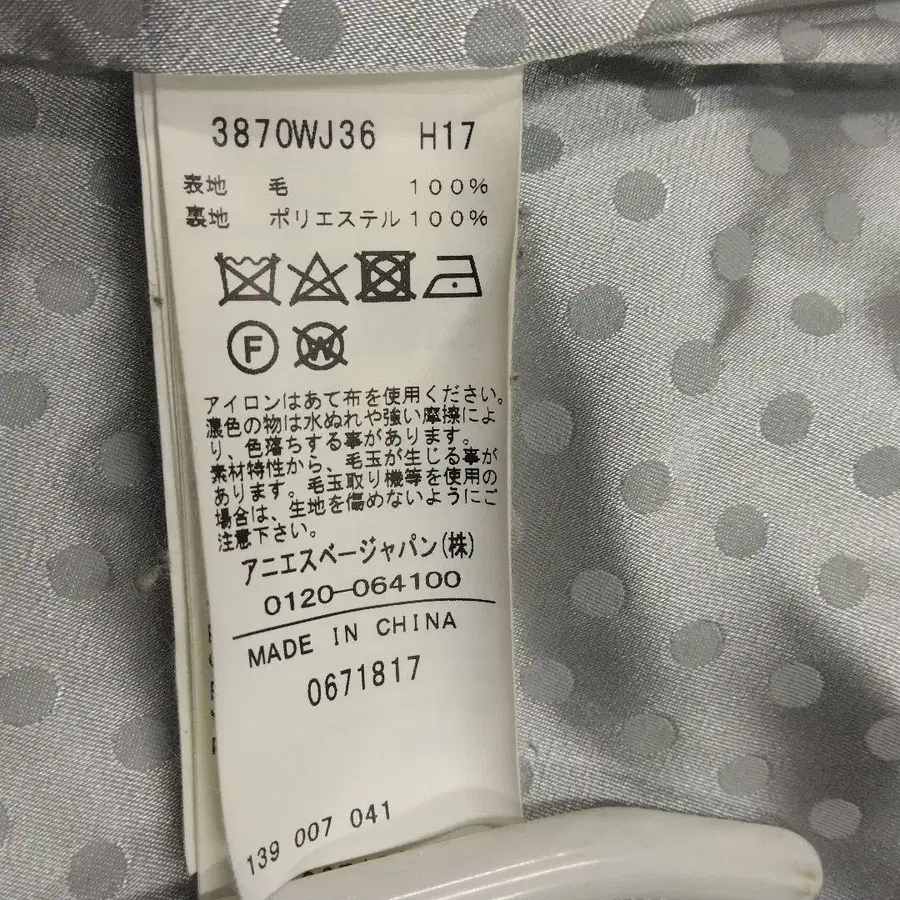 3870WJ36 H17
表地 毛 100%
裏地 ポリエステル100%
F W
アイロンはあて布を使用ください。
濃色の物は水ぬれや強い摩擦によ
り、色落ちする事があります。
素材特性から、毛玉が生じる事が
あります。毛玉取り機等を使用の
場合は、生地を傷めないようにご
注意下さい。
アニエスベージャパン(株)
0120-064100
MADE IN CHINA
0671817
139 007 041